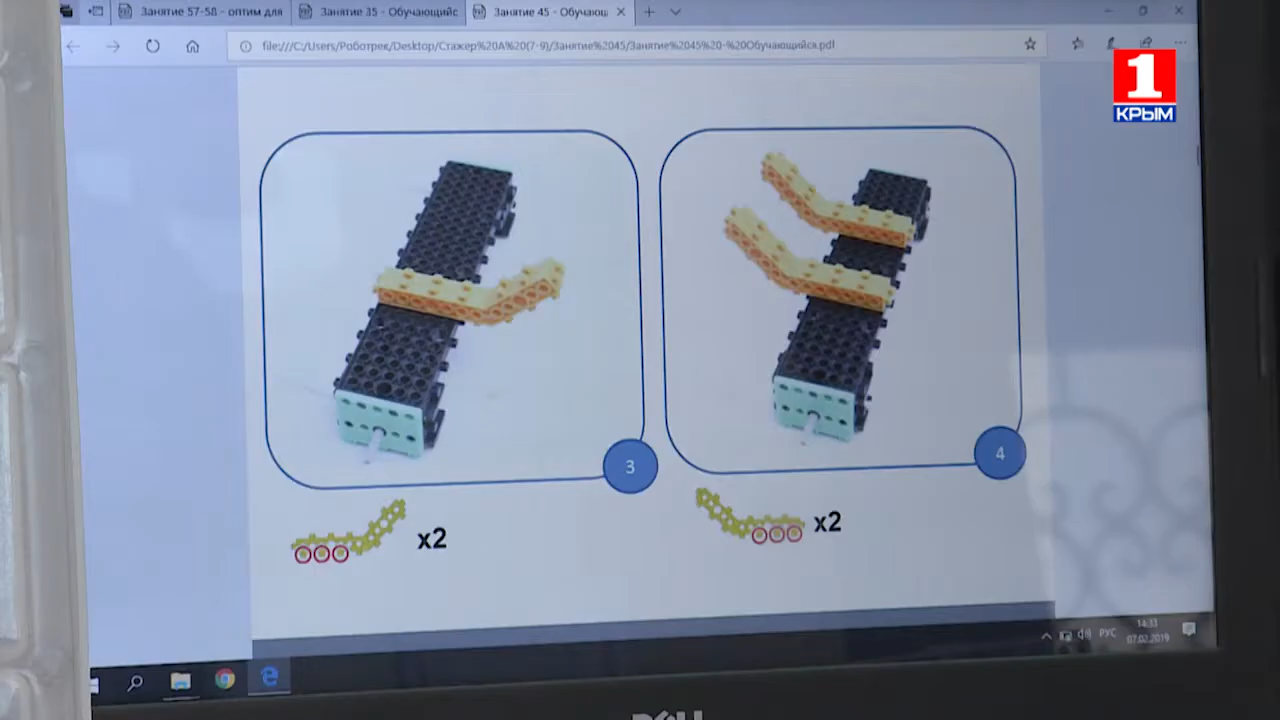 Занятие 57-58 - оптим для
Занятие 35 - Обучающийс
Занятие 45 - Обучающ
file:///C:/Users/Роботрек/Desktop/Стажер%20А%20(7-9)/Занятие%2045/Занятие%2045%20-%20Обучающийся.pdf
1
КРЫМ
3
4
x2
x2
РУС
14:33
07.02.2019
DELL